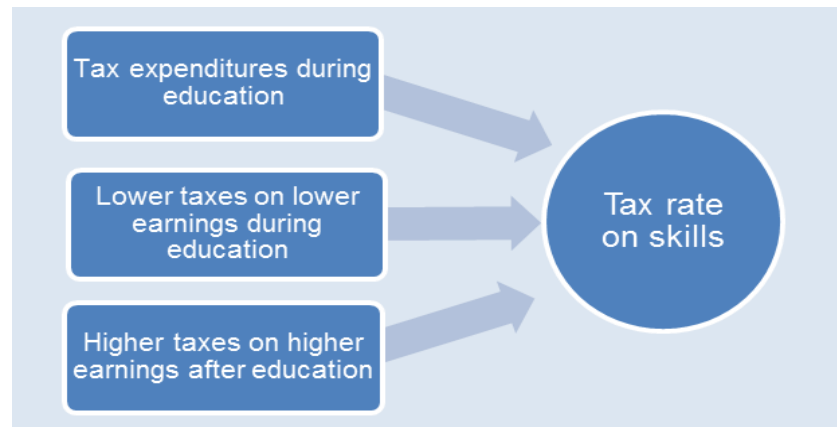 Tax expenditures during
education
Lower taxes on lower
earnings during
education
Higher taxes on higher
earnings after education
Tax rate
on skills